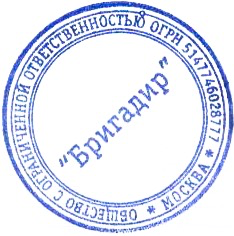 ОБЩЕСТВО С ОГРАНИЧЕННОЙ ОТВЕТСТВЕННОСТЬЮ ОГРН 5147746028777 * МОСКВА *
"Бригадир"